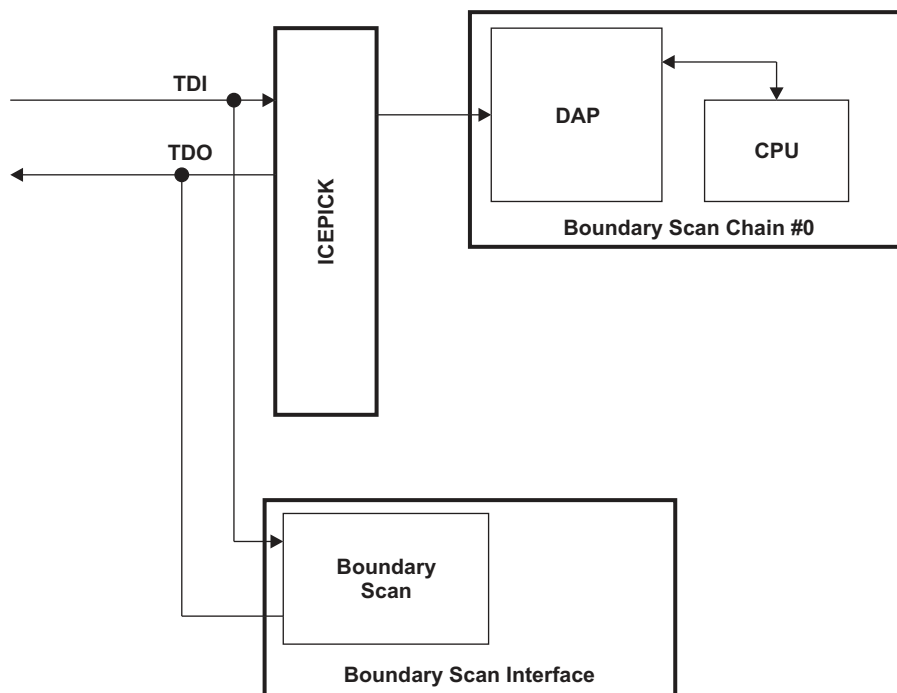 TDI
TDO
ICEPICK
DAP
CPU
Boundary Scan Chain #0
Boundary
Scan
Boundary Scan Interface